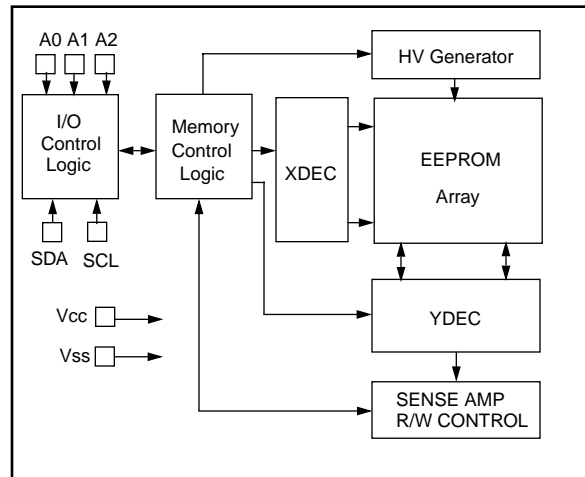 A0 A1 A2
HV Generator
I/O
Control
Logic
Memory
Control
Logic
XDEC
EEPROM
Array
SDA
SCL
Vcc
Vss
YDEC
SENSE AMP
R/W CONTROL